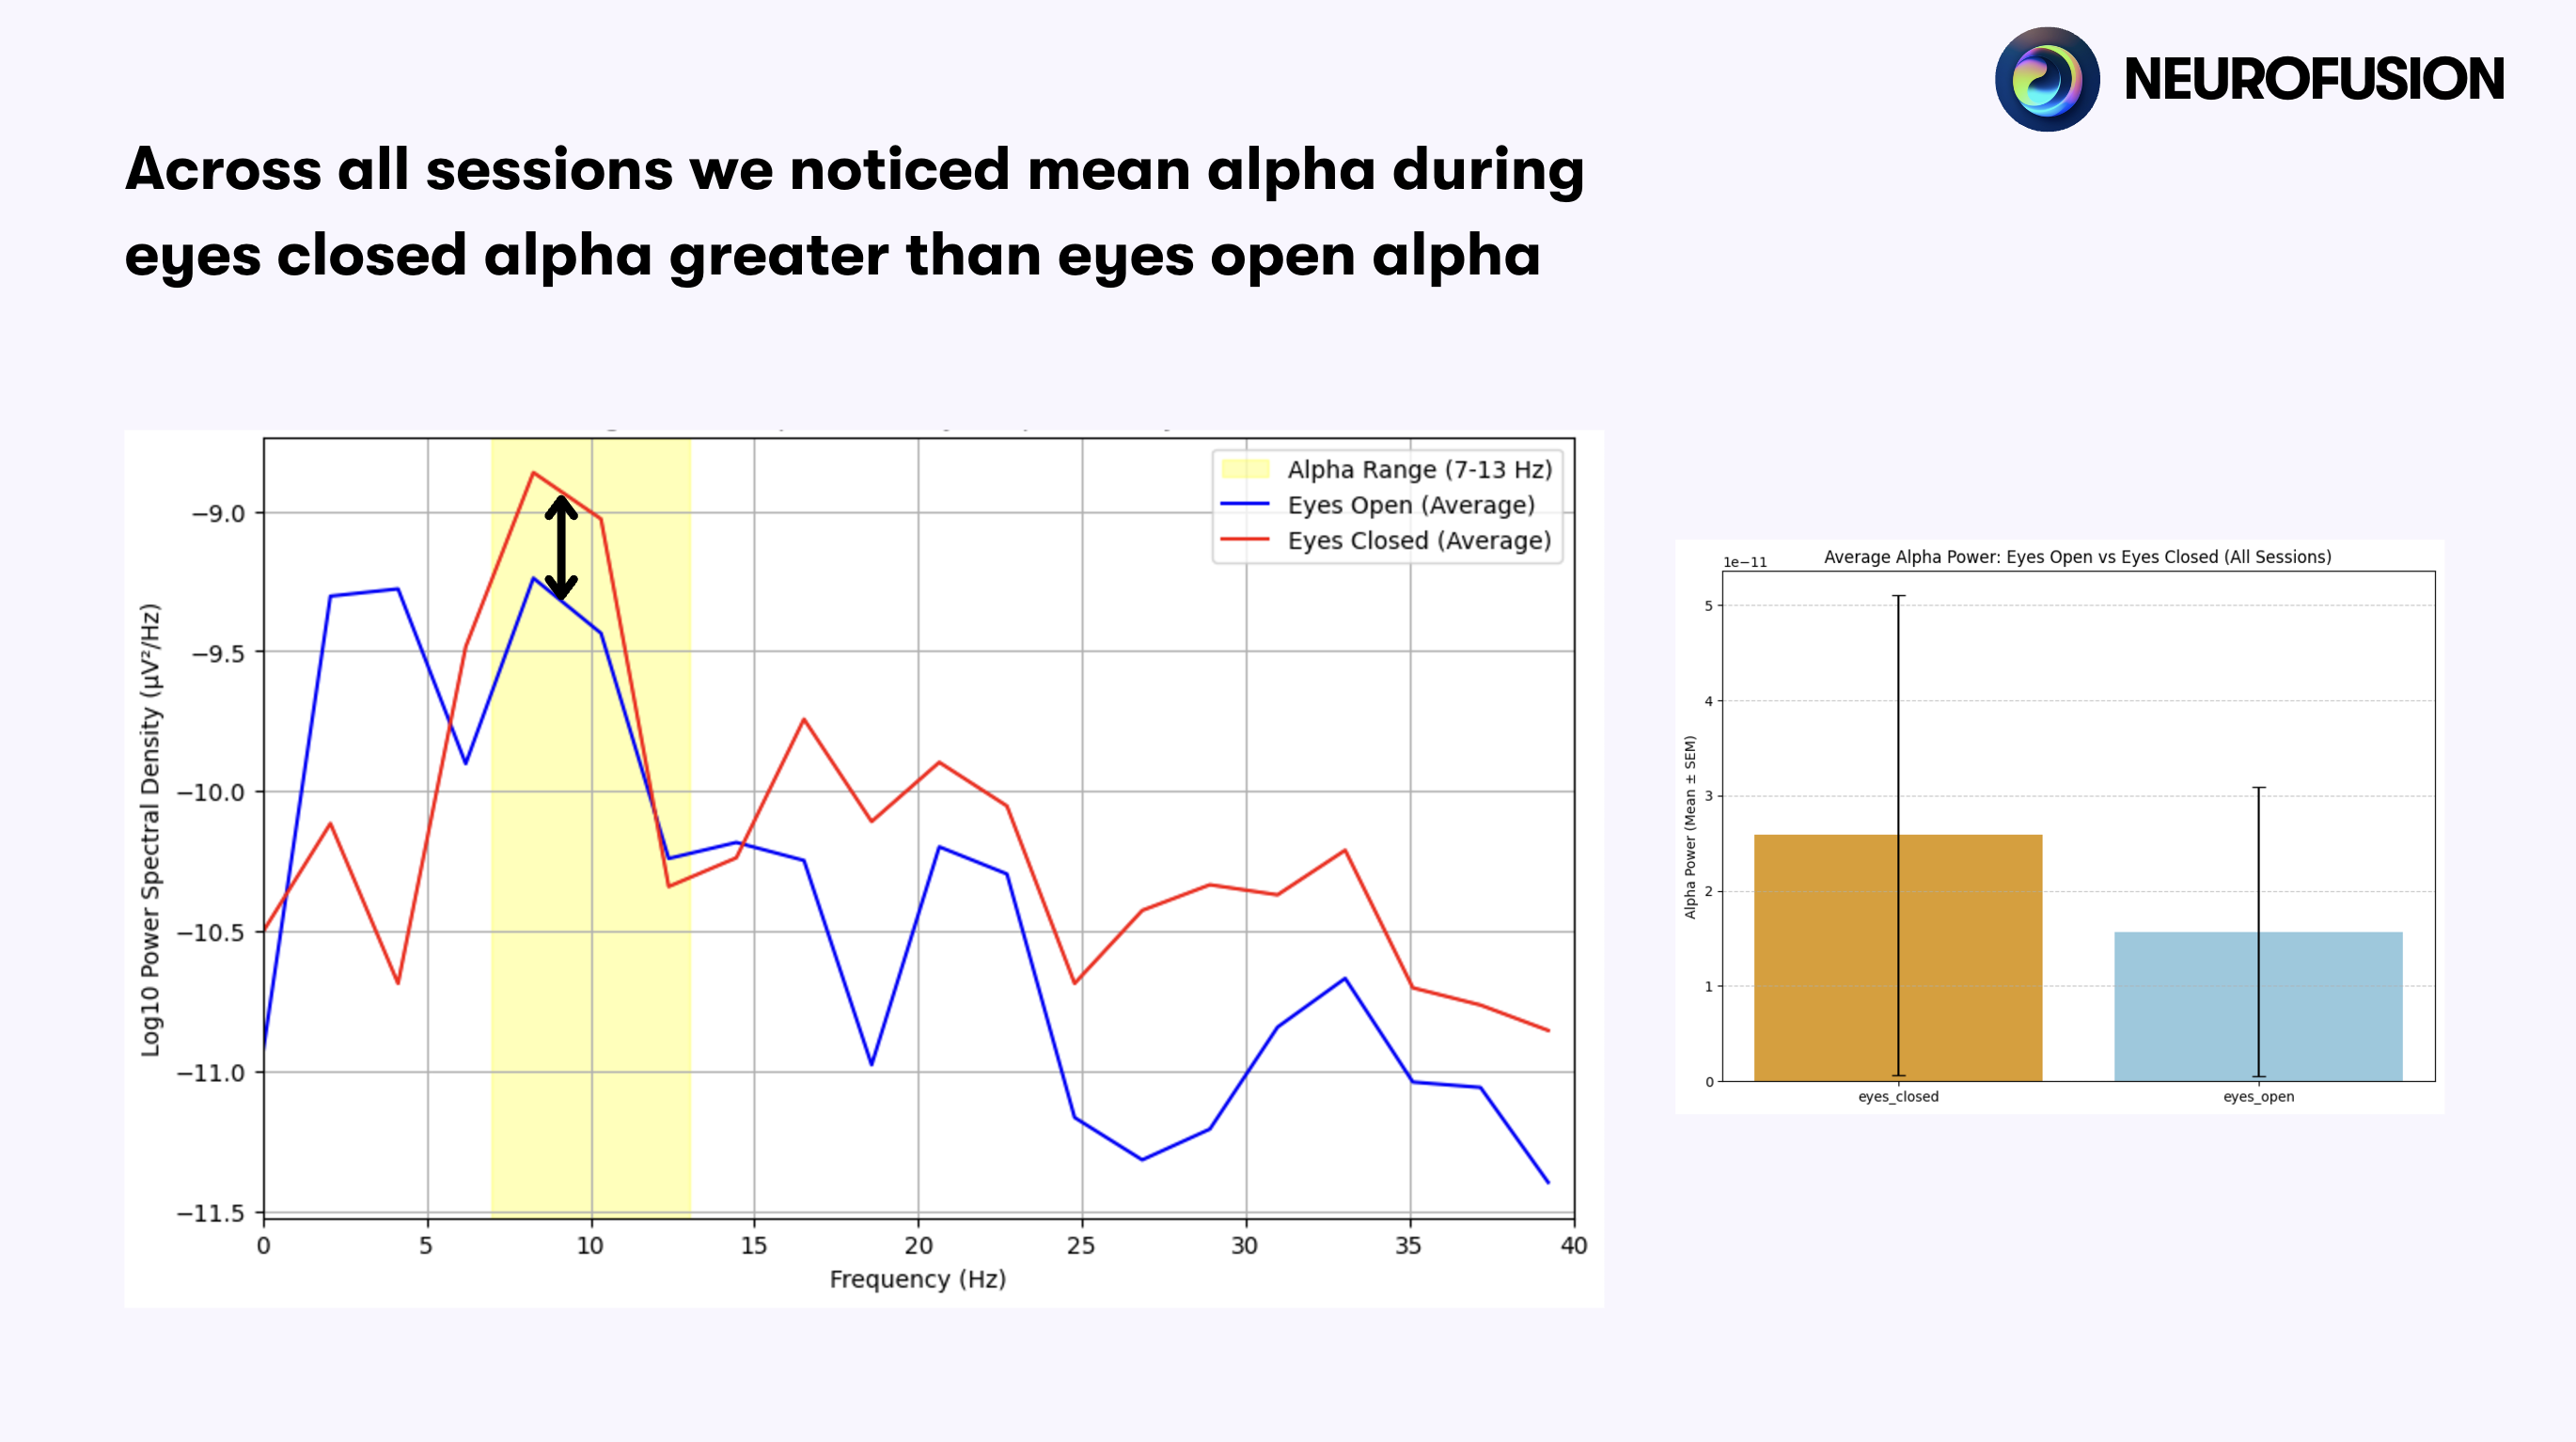 NEUROFUSION
Across all sessions we noticed mean alpha during
eyes closed alpha greater than eyes open alpha
Alpha Range (7-13 Hz)
Eyes Open (Average)
Eyes Closed (Average)
Log10 Power Spectral Density (µV²/Hz)
−9.0
−9.5
−10.0
−10.5
−11.0
−11.5
0 5 10 15 20 25 30 35 40
Frequency (Hz)
1e−11
Average Alpha Power: Eyes Open vs Eyes Closed (All Sessions)
Alpha Power (Mean ± SEM)
5
4
3
2
1
0
eyes_closed eyes_open